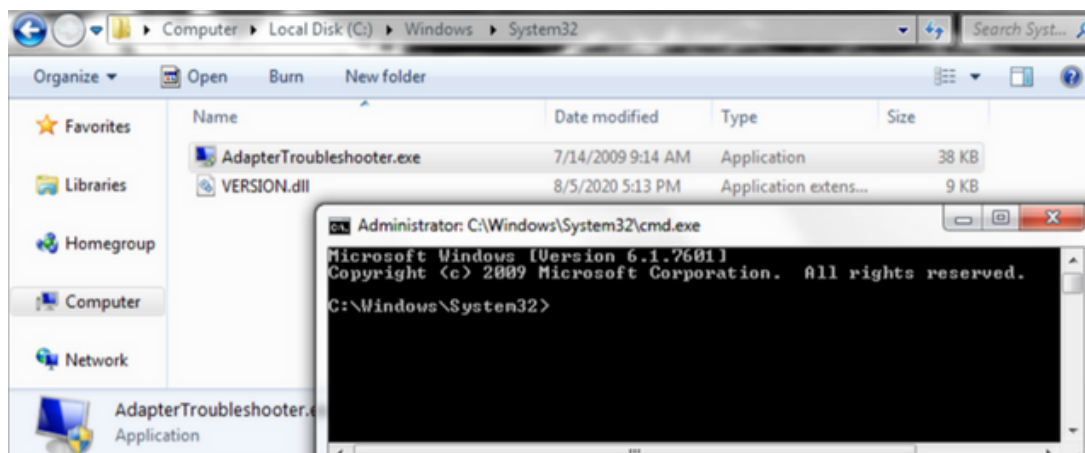 Computer ▸ Local Disk (C:) ▸ Windows ▸ System32
Search Syst...
Organize Open Burn New folder
Name Date modified Type Size
Favorites
AdapterTroubleshooter.exe 7/14/2009 9:14 AM Application 38 KB
Libraries
VERSION.dll 8/5/2020 5:13 PM Application extens... 9 KB
Homegroup
Computer
Network
Administrator: C:\Windows\System32\cmd.exe
Microsoft Windows [Version 6.1.7601]
Copyright (c) 2009 Microsoft Corporation. All rights reserved.
C:\Windows\System32>
AdapterTroubleshooter.e
Application